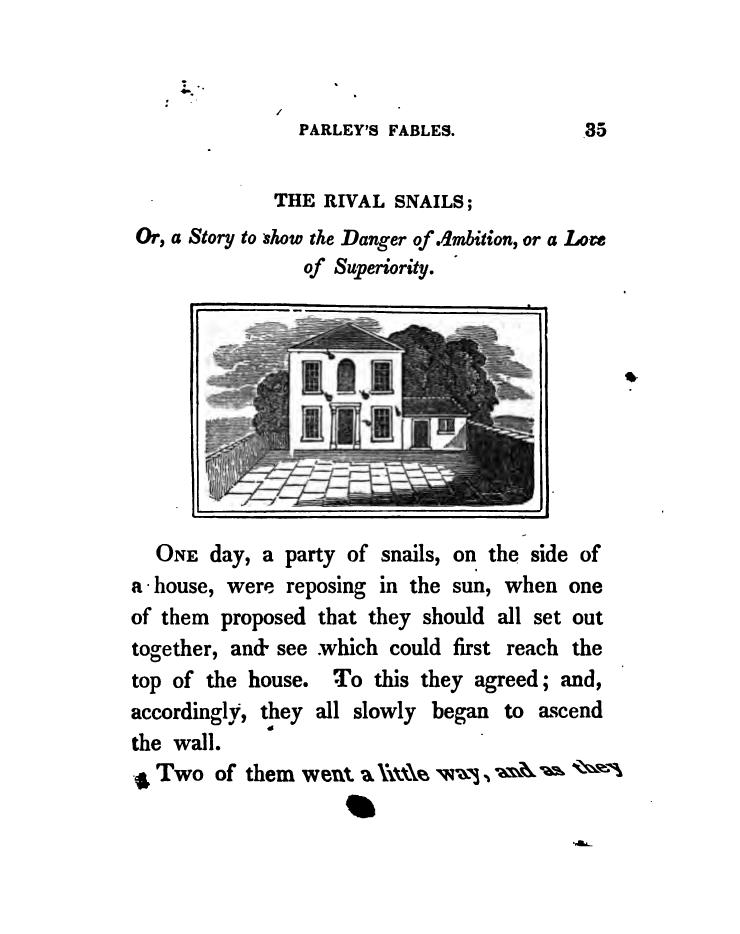 PARLEY'S FABLES. 35
THE RIVAL SNAILS;
Or, a Story to show the Danger of Ambition, or a Love
of Superiority.
ONE day, a party of snails, on the side of
a house, were reposing in the sun, when one
of them proposed that they should all set out
together, and see which could first reach the
top of the house. To this they agreed; and,
accordingly, they all slowly began to ascend
the wall.
Two of them went a little way, and as they